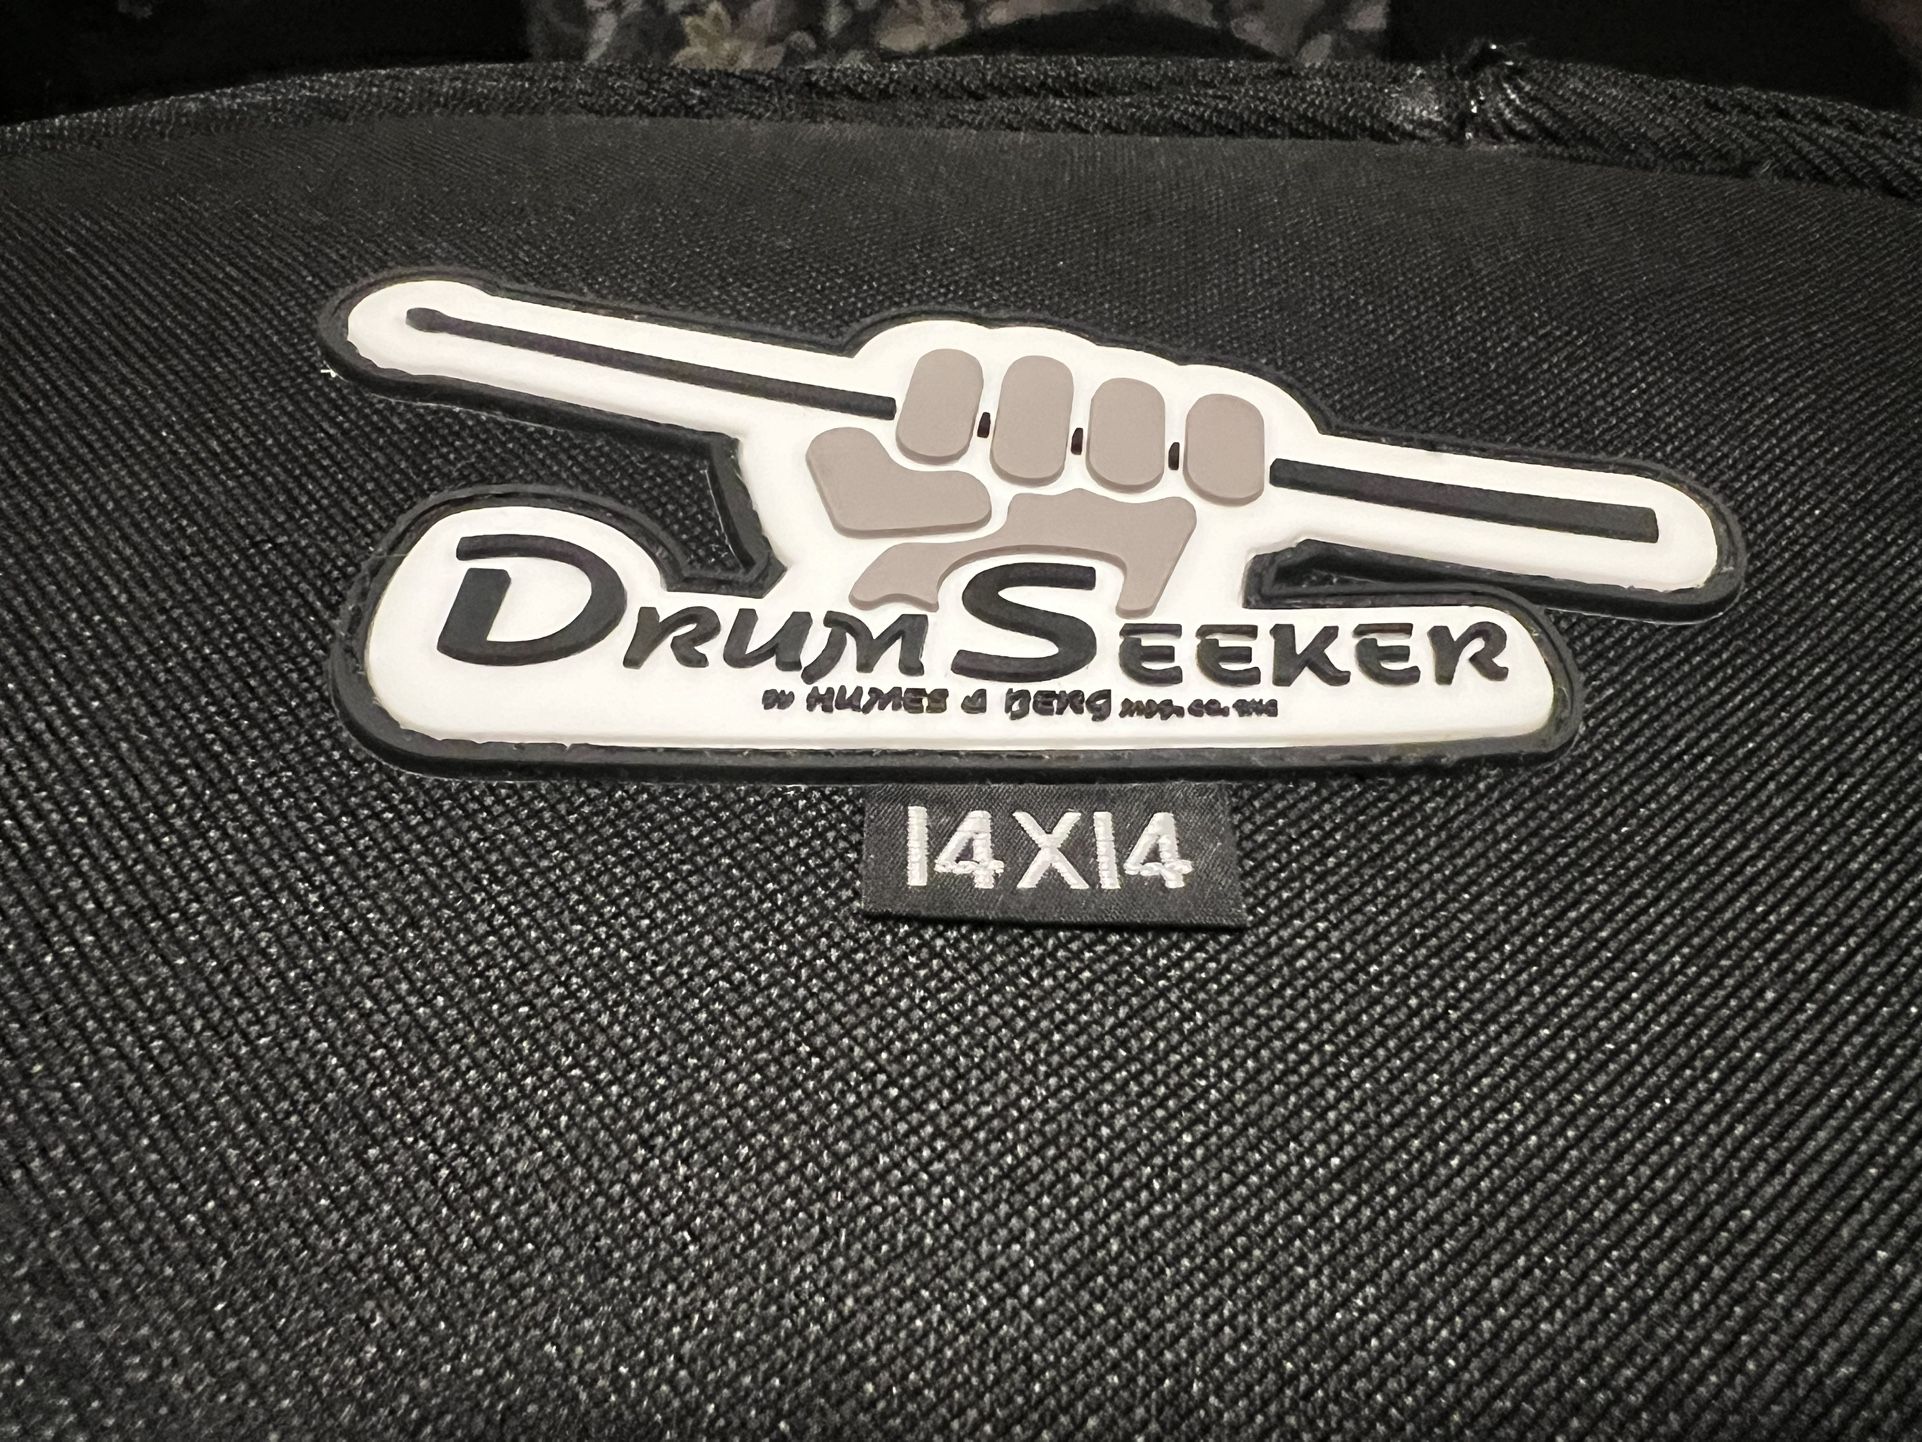 DRUMSEEKER
BY HUMES & BERG MFG. CO. INC
14X14